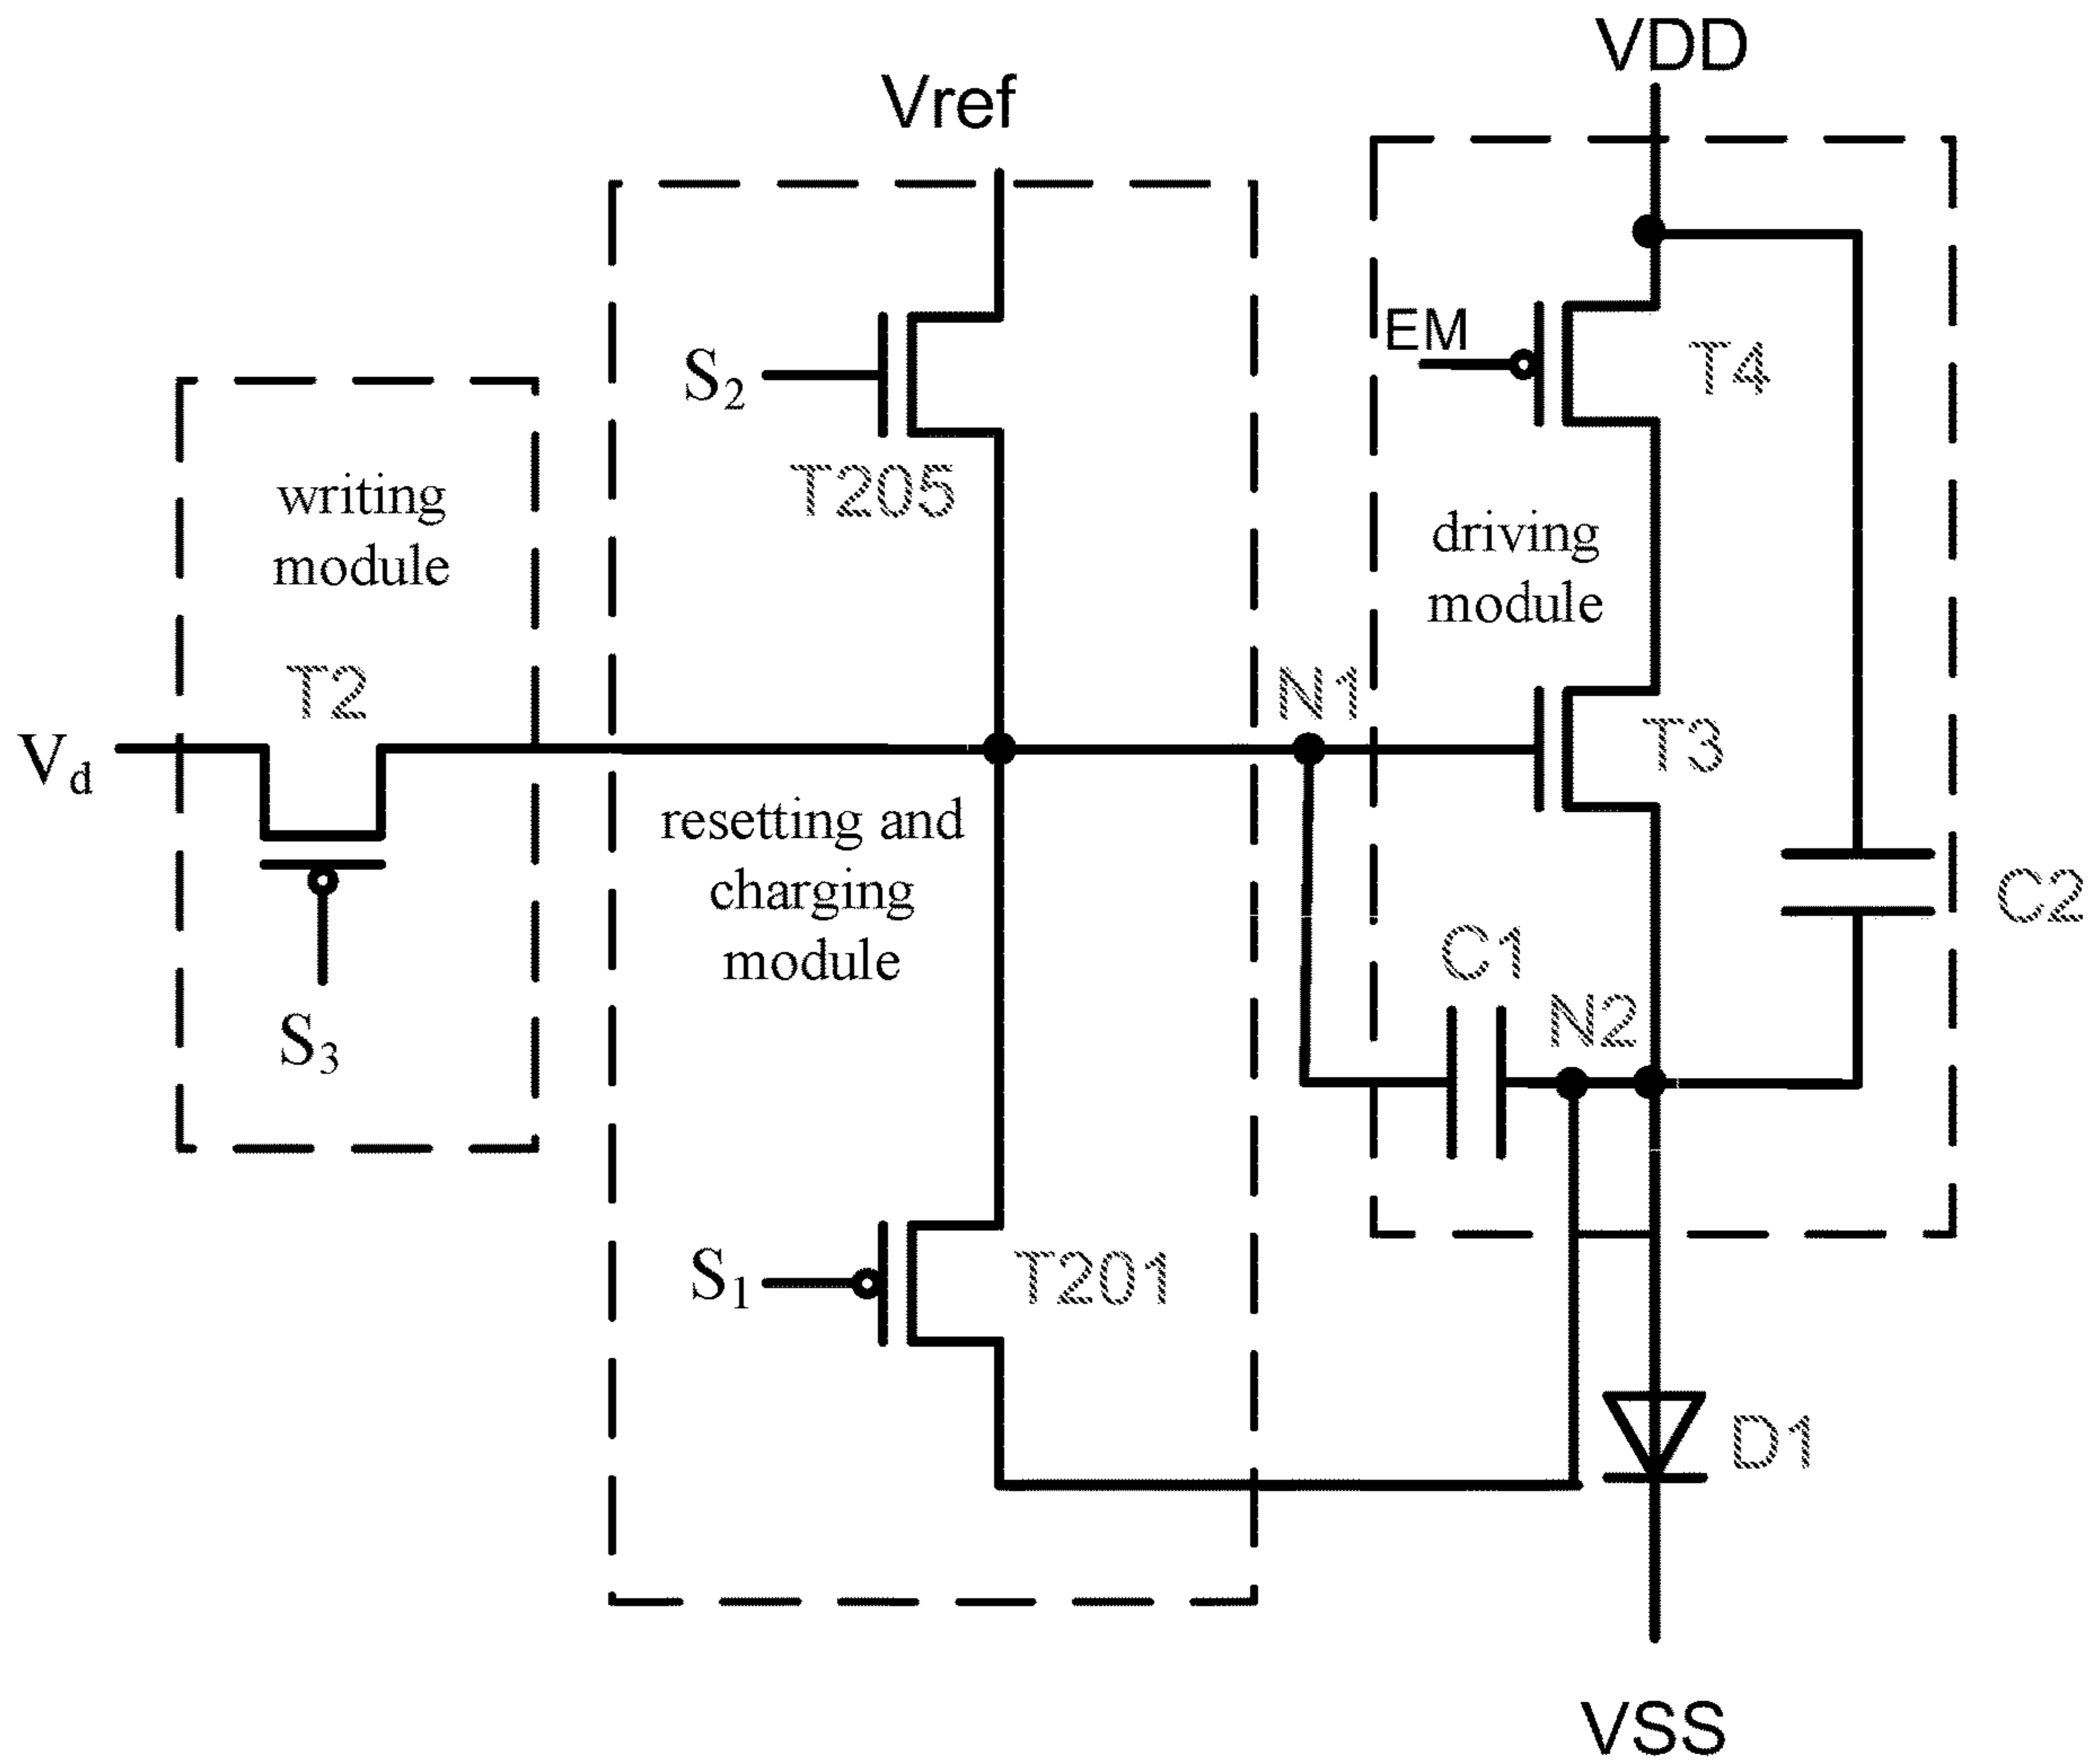 VDD
Vref
EM
T4
S2
T205
writing
module
driving
module
T2
N1
T3
Vd
resetting and
charging
module
C2
C1
N2
S3
S1
T201
D1
VSS